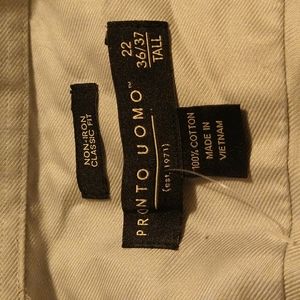 NON-IRON
CLASSIC FIT
PRONTO UOMO™
(est. 1971)
22
36/37
TALL
100% COTTON
MADE IN
VIETNAM